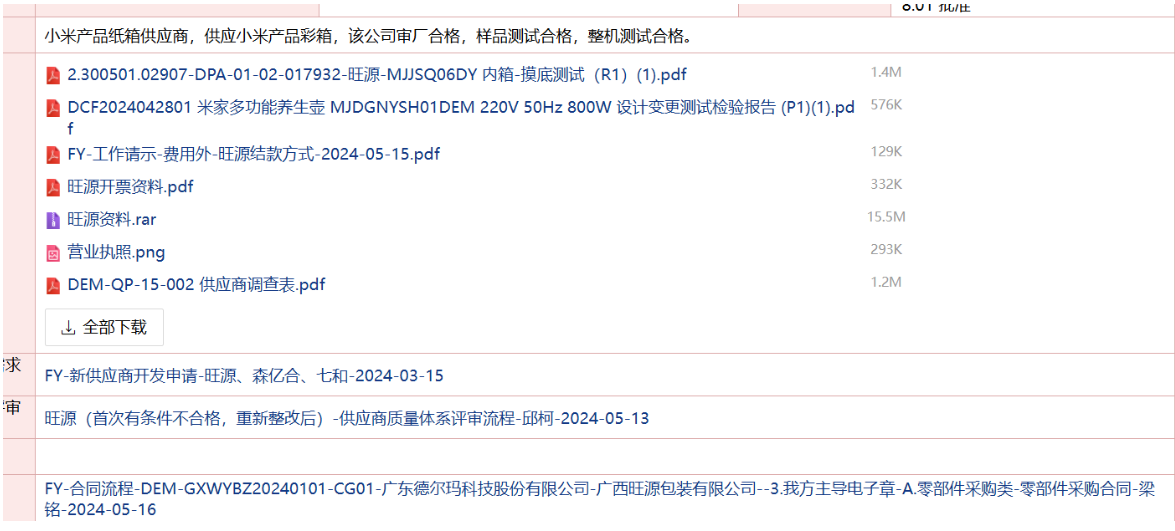 8.01 批准
小米产品纸箱供应商，供应小米产品彩箱，该公司审厂合格，样品测试合格，整机测试合格。
2.300501.02907-DPA-01-02-017932-旺源-MJJSQ06DY 内箱-摸底测试（R1）(1).pdf 1.4M
DCF2024042801 米家多功能养生壶 MJDGNYSH01DEM 220V 50Hz 800W 设计变更测试检验报告 (P1)(1).pd 576K
f
FY-工作请示-费用外-旺源结款方式-2024-05-15.pdf 129K
旺源开票资料.pdf 332K
旺源资料.rar 15.5M
营业执照.png 293K
DEM-QP-15-002 供应商调查表.pdf 1.2M
全部下载
求
FY-新供应商开发申请-旺源、森亿合、七和-2024-03-15
审
旺源（首次有条件不合格，重新整改后）-供应商质量体系评审流程-邱柯-2024-05-13
FY-合同流程-DEM-GXWYBZ20240101-CG01-广东德尔玛科技股份有限公司-广西旺源包装有限公司--3.我方主导电子章-A.零部件采购类-零部件采购合同-梁
铭-2024-05-16